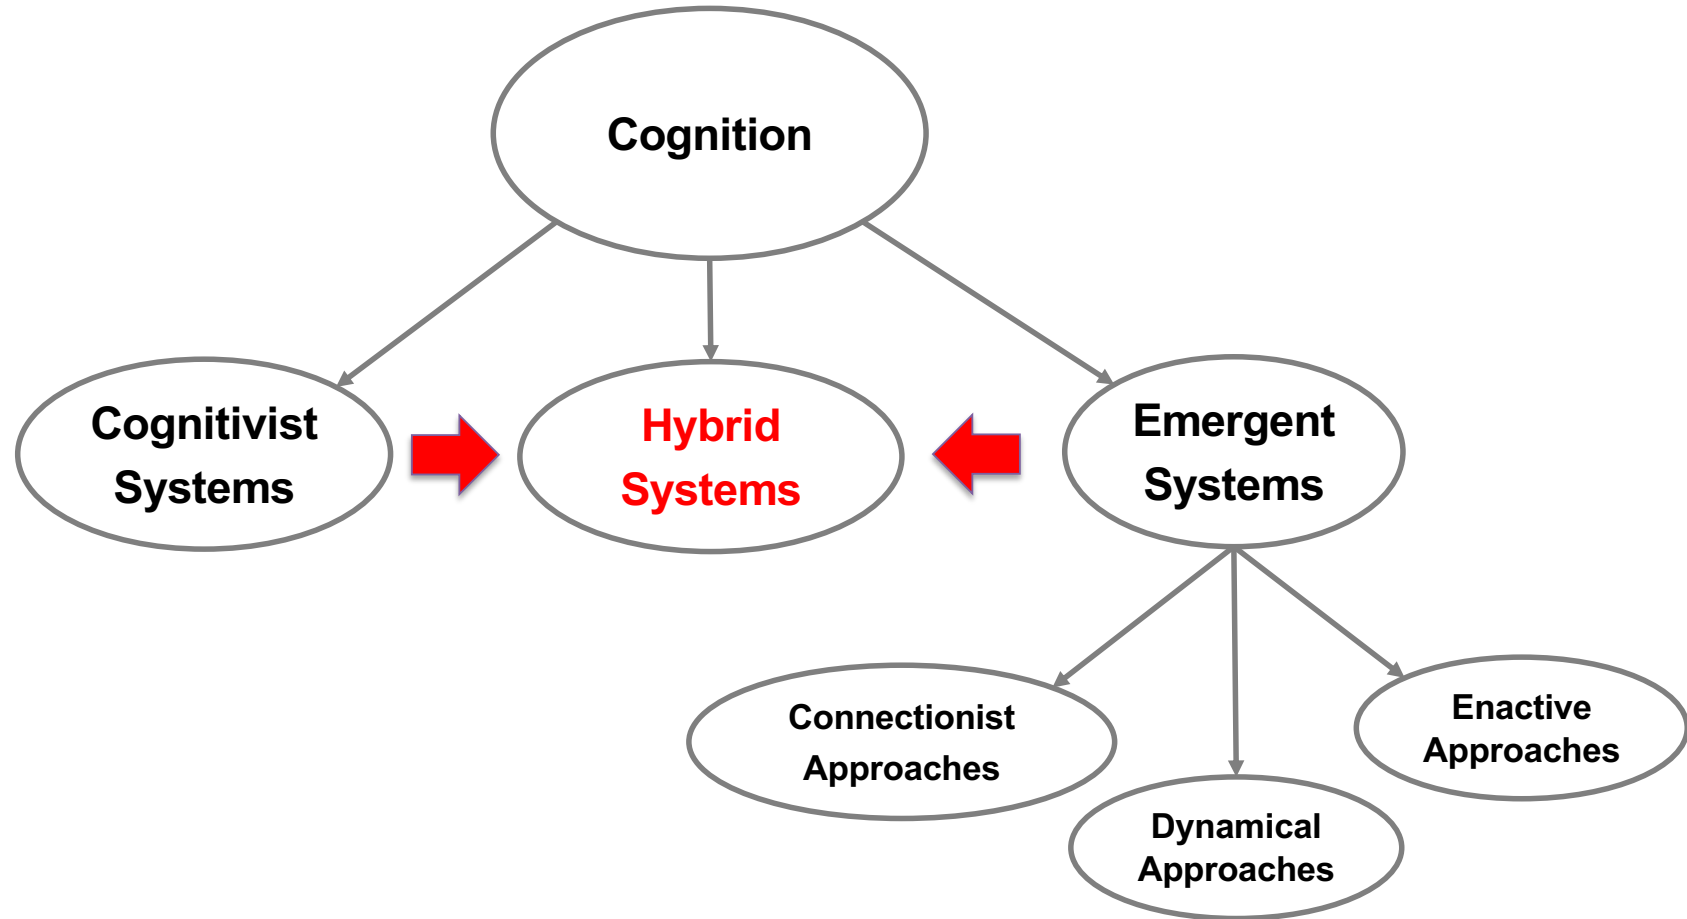 Cognition
Cognitivist
Systems
Hybrid
Systems
Emergent
Systems
Connectionist
Approaches
Dynamical
Approaches
Enactive
Approaches